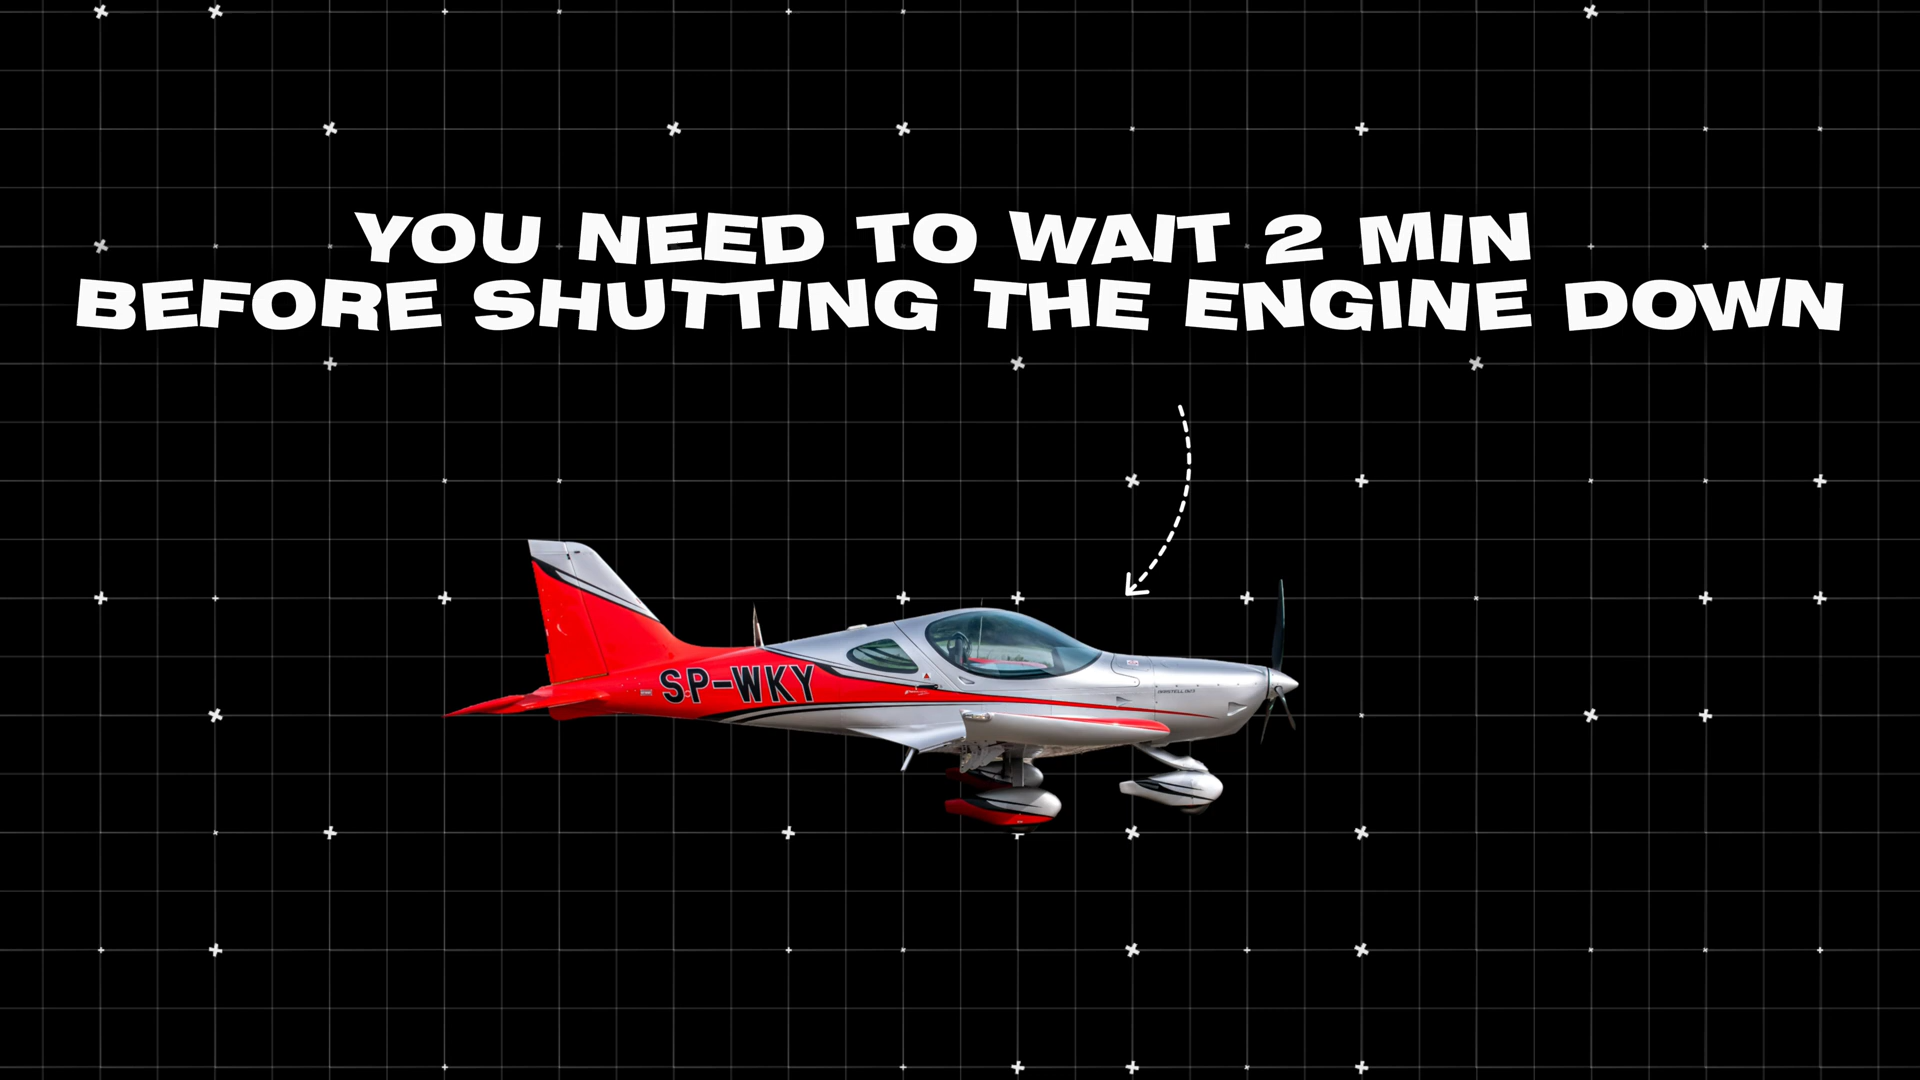 YOU NEED TO WAIT 2 MIN
BEFORE SHUTTING THE ENGINE DOWN
SP-WKY